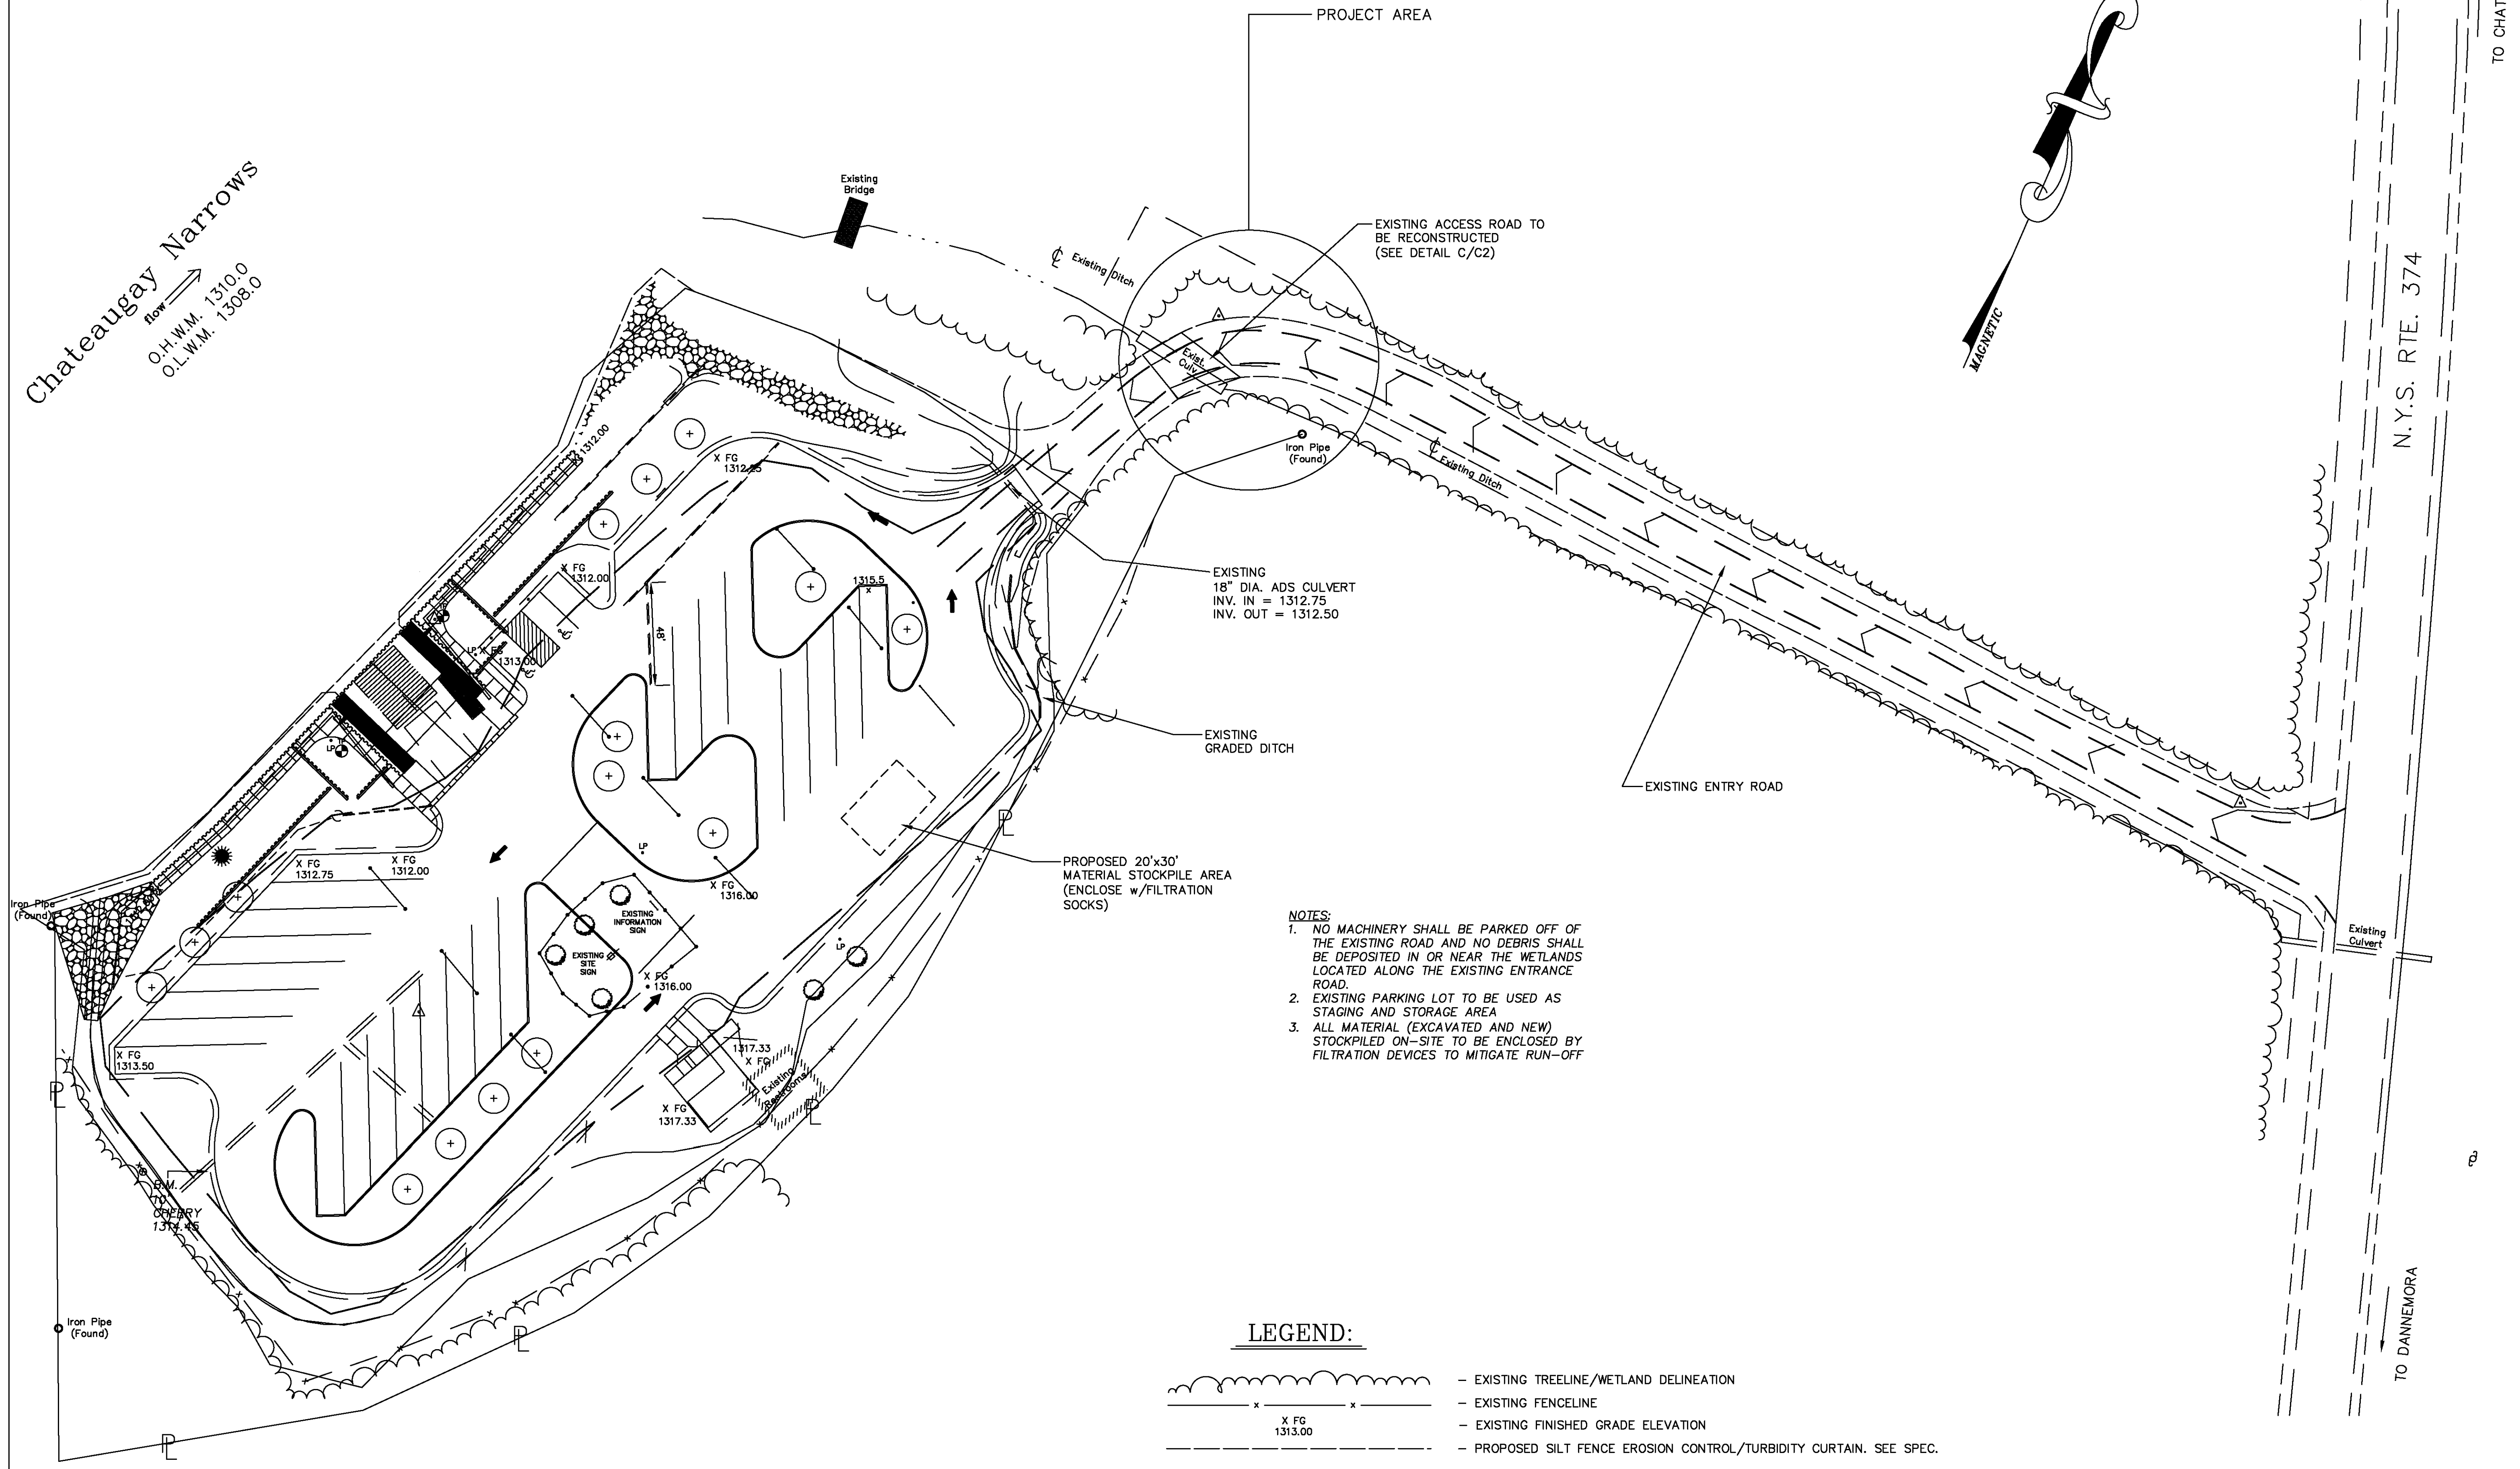 PROJECT AREA
TO CHAT
Chateaugay Narrows
flow
O.H.W.M. 1310.0
O.L.W.M. 1308.0
Existing
Bridge
℄ Existing Ditch
EXISTING ACCESS ROAD TO
BE RECONSTRUCTED
(SEE DETAIL C/C2)
MAGNETIC
N.Y.S. RTE. 374
Exist.
Culv.
Iron Pipe
(Found)
℄ Existing Ditch
1312.00
X FG
1312.25
X FG
1312.00
1315.5
X
48'
EXISTING
18" DIA. ADS CULVERT
INV. IN = 1312.75
INV. OUT = 1312.50
LP X FG
1313.00
EXISTING
GRADED DITCH
LP
EXISTING ENTRY ROAD
PL
PROPOSED 20'x30'
MATERIAL STOCKPILE AREA
(ENCLOSE w/FILTRATION
SOCKS)
LP
X FG
1312.75
X FG
1312.00
X FG
1316.00
Iron Pipe
(Found)
EXISTING
INFORMATION
SIGN
EXISTING
SITE
SIGN
LP
X FG
1316.00
NOTES:
1. NO MACHINERY SHALL BE PARKED OFF OF
THE EXISTING ROAD AND NO DEBRIS SHALL
BE DEPOSITED IN OR NEAR THE WETLANDS
LOCATED ALONG THE EXISTING ENTRANCE
ROAD.
2. EXISTING PARKING LOT TO BE USED AS
STAGING AND STORAGE AREA
3. ALL MATERIAL (EXCAVATED AND NEW)
STOCKPILED ON-SITE TO BE ENCLOSED BY
FILTRATION DEVICES TO MITIGATE RUN-OFF
Existing
Culvert
X FG
1313.50
1317.33
X FG
Existing
Restrooms
X FG
1317.33
PL
PL
B.M.
10"
CHERRY
1314.45
Iron Pipe
(Found)
PL
PL
TO DANNEMORA
LEGEND:
– EXISTING TREELINE/WETLAND DELINEATION
x x – EXISTING FENCELINE
X FG
1313.00
– EXISTING FINISHED GRADE ELEVATION
– PROPOSED SILT FENCE EROSION CONTROL/TURBIDITY CURTAIN. SEE SPEC.